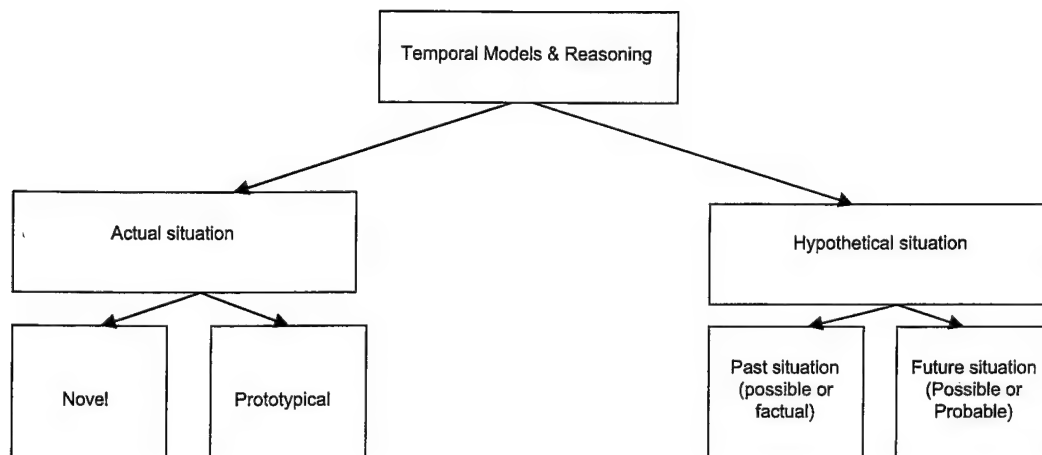 Temporal Models & Reasoning
Actual situation
Hypothetical situation
Novel
Prototypical
Past situation
(possible or
factual)
Future situation
(Possible or
Probable)